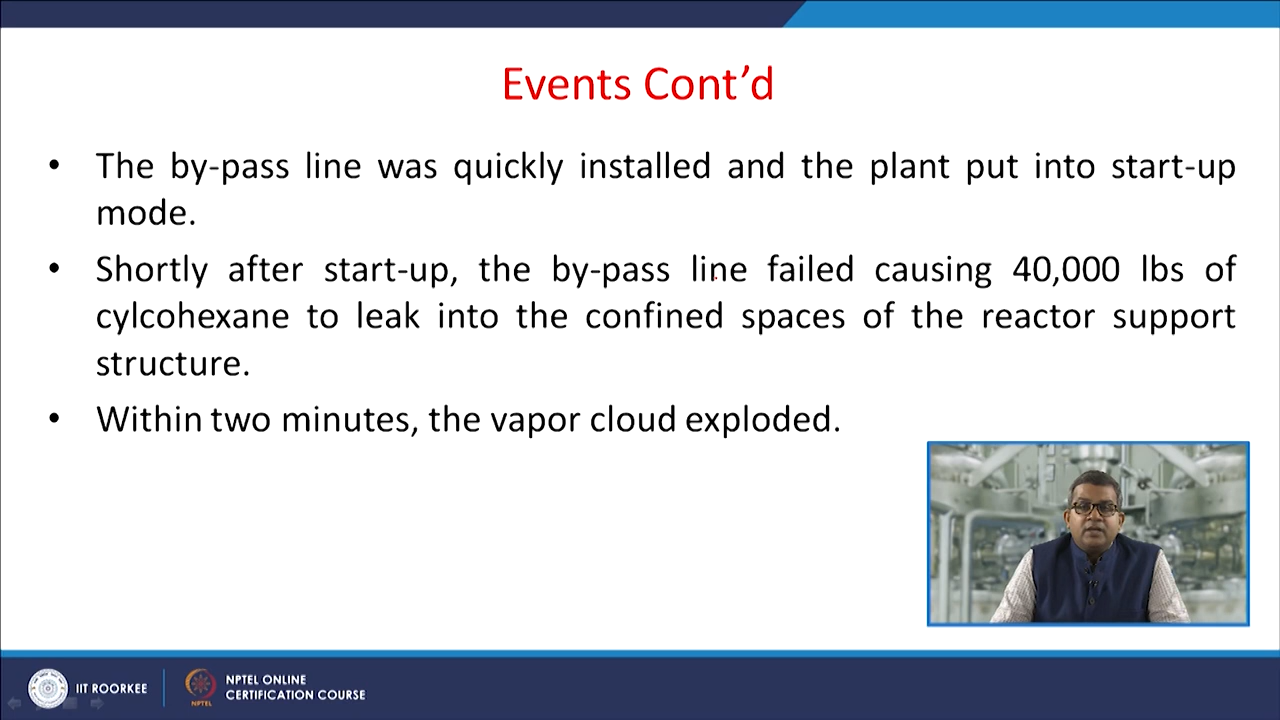 Events Cont’d
• The by-pass line was quickly installed and the plant put into start-up
mode.
• Shortly after start-up, the by-pass line failed causing 40,000 lbs of
cylcohexane to leak into the confined spaces of the reactor support
structure.
• Within two minutes, the vapor cloud exploded.
IIT ROORKEE
NPTEL
NPTEL ONLINE
CERTIFICATION COURSE